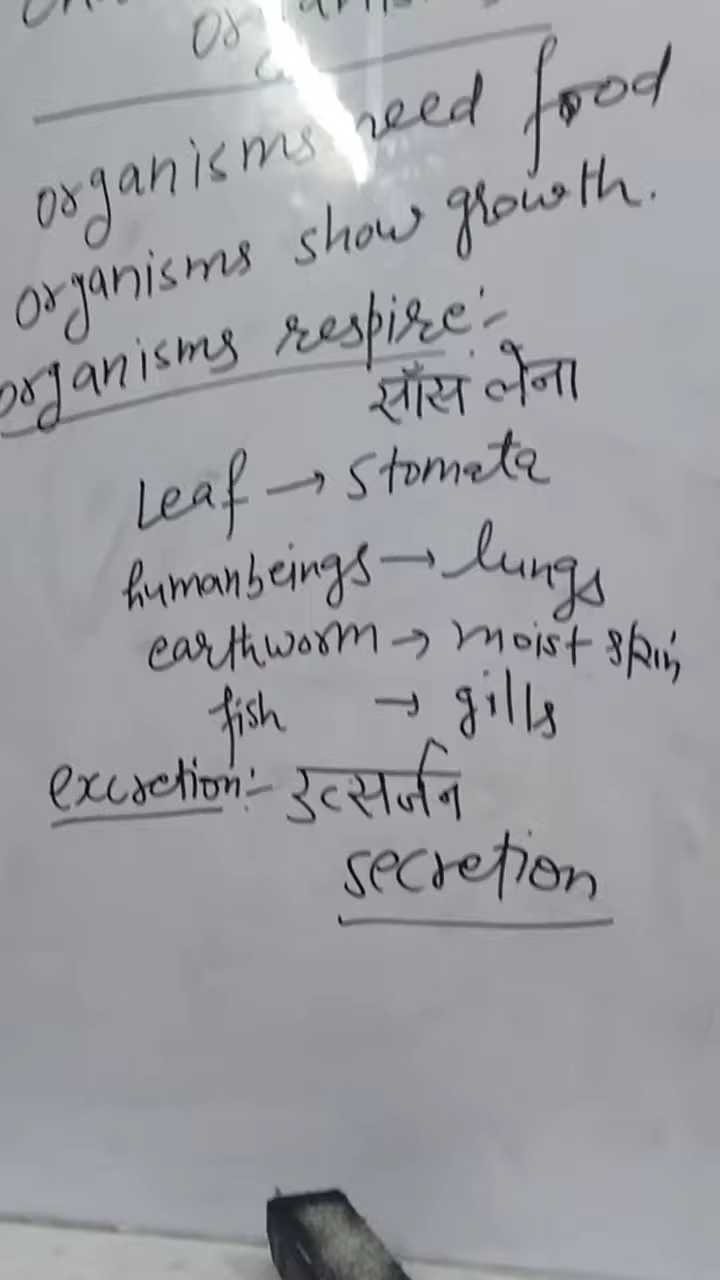 organisms need food
organisms show growth.
organisms respire:-
साँस लेना
Leaf → stomata
humanbeings → lungs
earthworm → moist skin
fish → gills
excretion:- उत्सर्जन
secretion